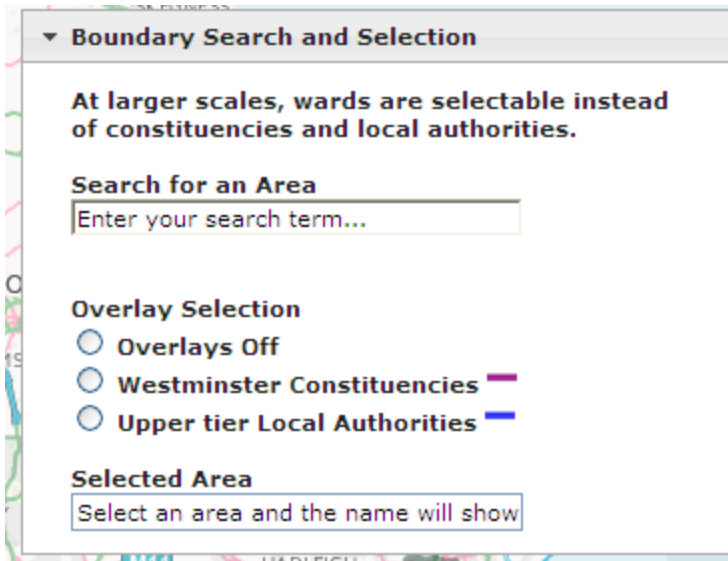 SKEGNESS
Boundary Search and Selection
At larger scales, wards are selectable instead
of constituencies and local authorities.
Search for an Area
Enter your search term...
Overlay Selection
Overlays Off
Westminster Constituencies
Upper tier Local Authorities
Selected Area
Select an area and the name will show
HADLEIGH